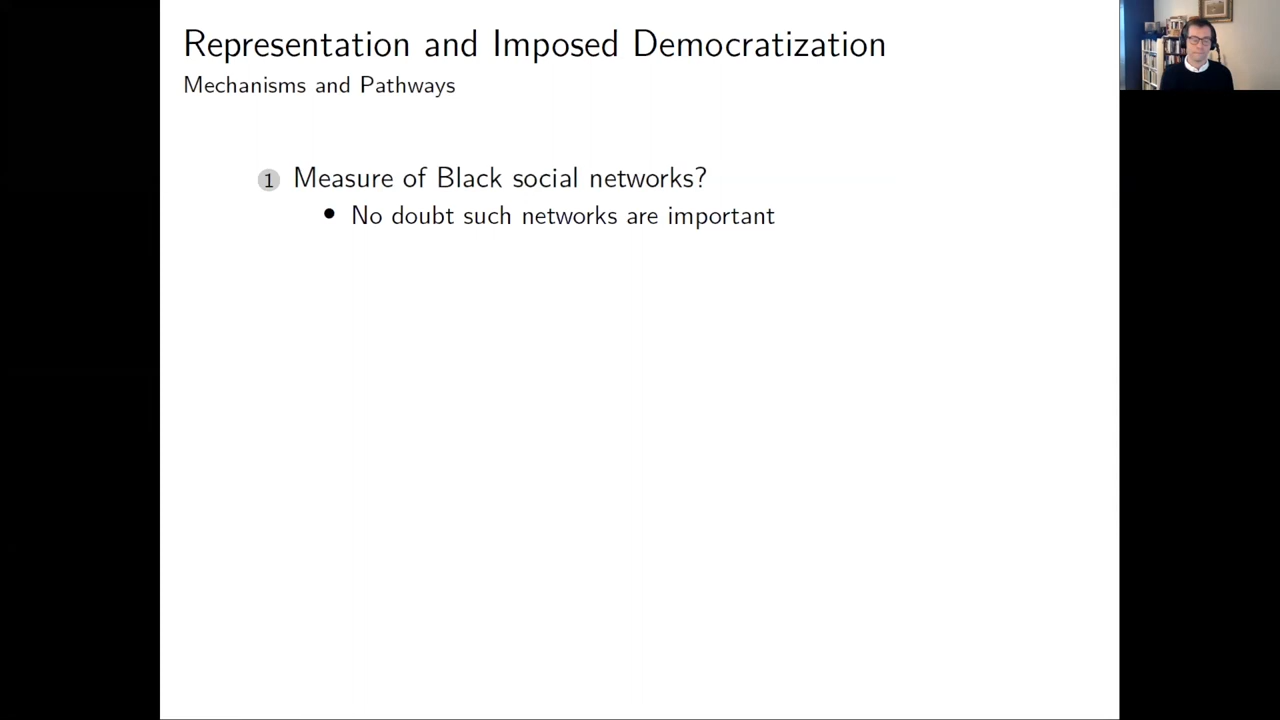 Representation and Imposed Democratization
Mechanisms and Pathways
1 Measure of Black social networks?
• No doubt such networks are important